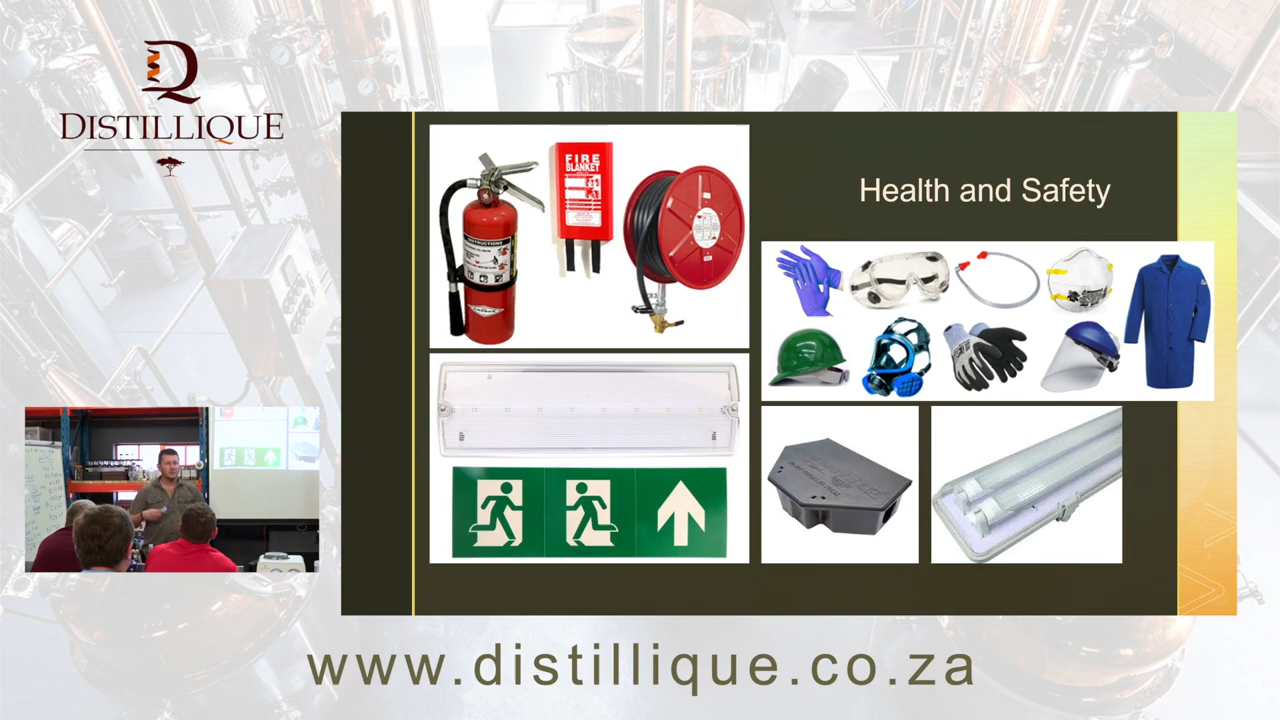 DISTILLIQUE
Health and Safety
FIRE
BLANKET
INSTRUCTIONS
www.distillique.co.za